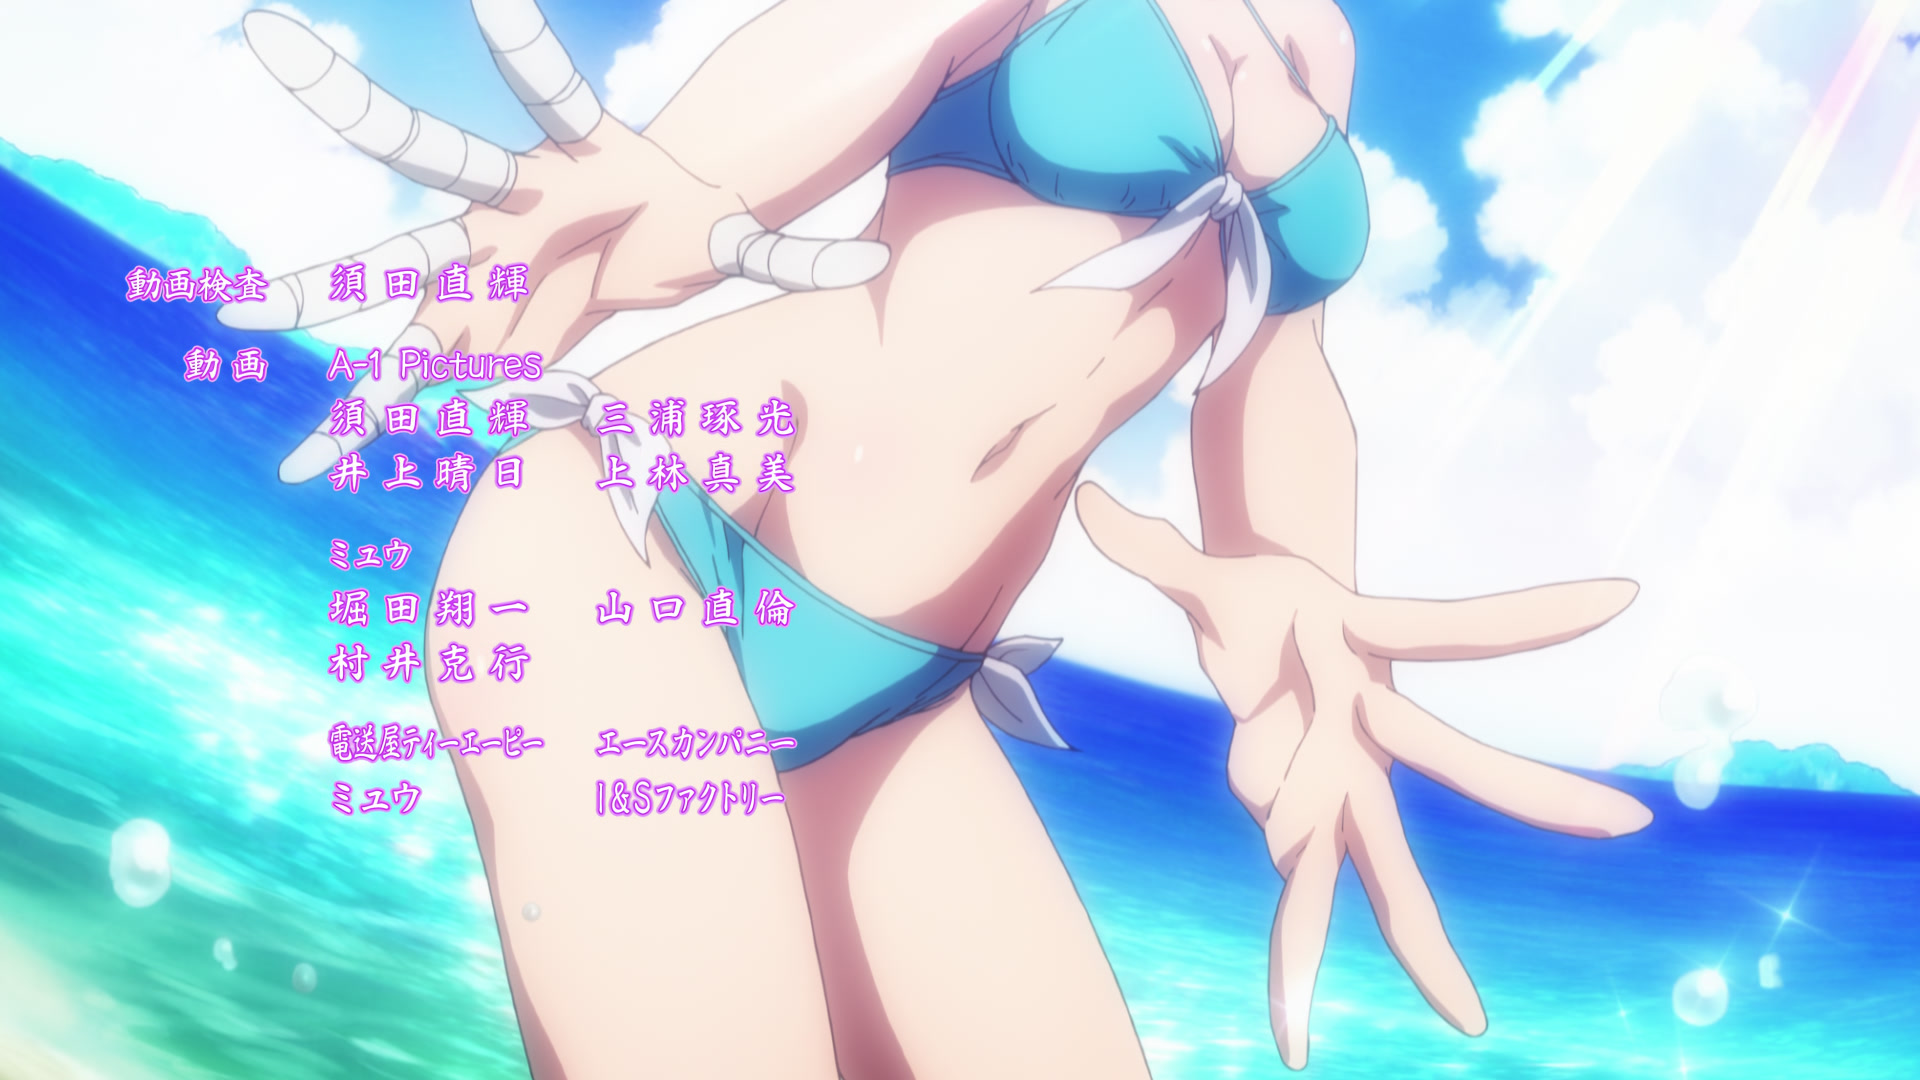 動画検査 須田直輝
動画 A-1 Pictures
須田直輝 三浦琢光
井上晴日 上林真美
ミュウ
堀田翔一 山口直倫
村井克行
電送屋ティーエーピー エースカンパニー
ミュウ I&Sファクトリー